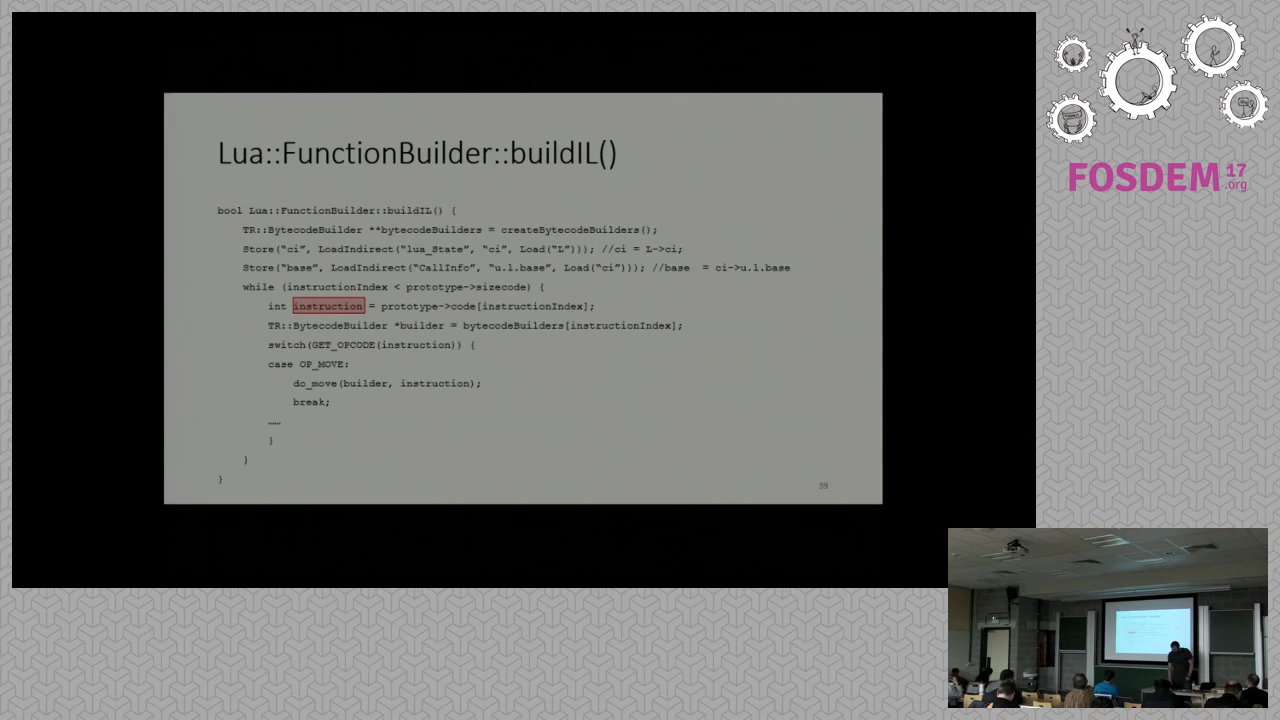 Lua::FunctionBuilder::buildIL()
bool Lua::FunctionBuilder::buildIL() {
TR::BytecodeBuilder **bytecodeBuilders = createBytecodeBuilders();
Store(“ci”, LoadIndirect(“lua_State”, “ci”, Load(“L”))); //ci = L->ci;
Store(“base”, LoadIndirect(“CallInfo”, “u.l.base”, Load(“ci”))); //base  = ci->u.l.base
while (instructionIndex < prototype->sizecode) {
int instruction = prototype->code[instructionIndex];
TR::BytecodeBuilder *builder = bytecodeBuilders[instructionIndex];
switch(GET_OPCODE(instruction)) {
case OP_MOVE:
do_move(builder, instruction);
break;
……
}
}
}
39
FOSDEM 17
.org